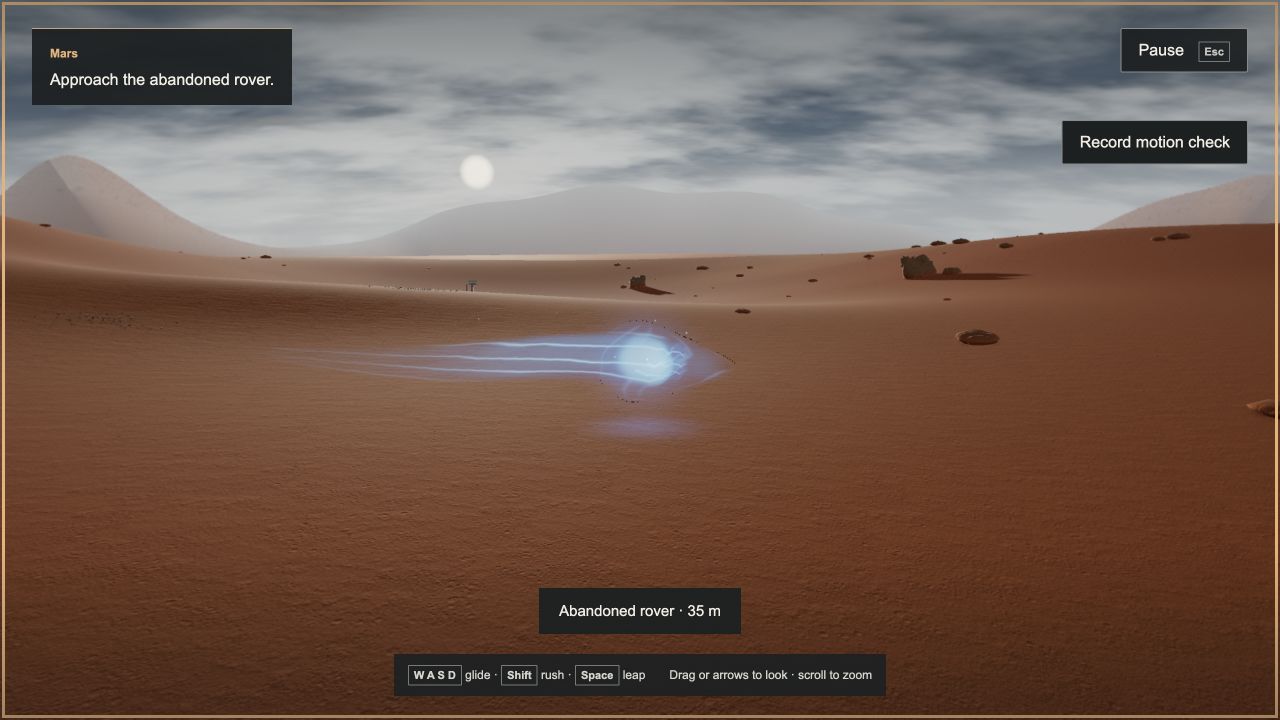 Mars
Approach the abandoned rover.
Pause Esc
Record motion check
Abandoned rover · 35 m
W A S D glide · Shift rush · Space leap Drag or arrows to look · scroll to zoom